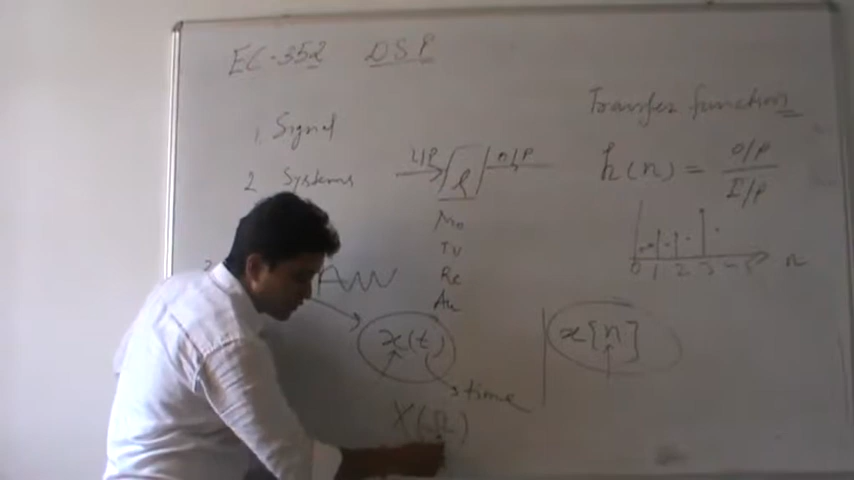 EC-352 DSP
Transfer function
1. Signal
I/P O/P
2 Systems
h(n) = O/P / I/P
Mo
TV
Re
Au
0 1 2 3 n
x(t) x[n]
time
X(Ω)